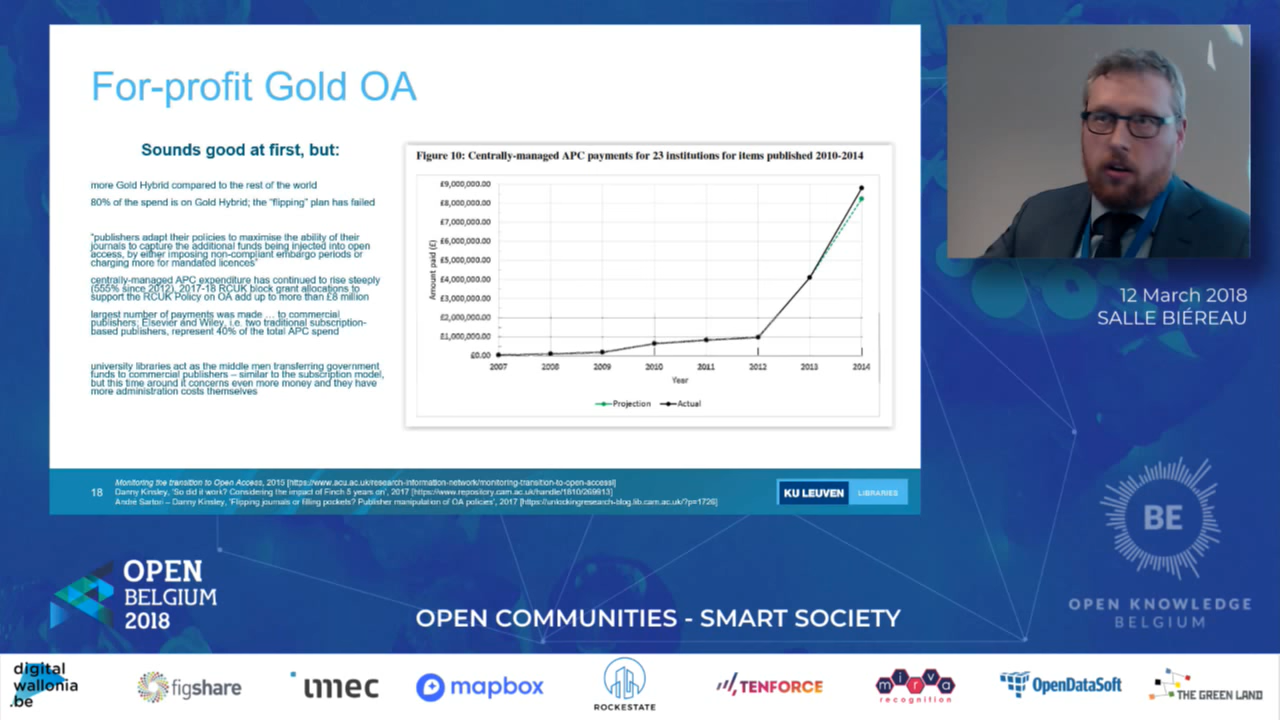 For-profit Gold OA
Sounds good at first, but:
more Gold Hybrid compared to the rest of the world
80% of the spend is on Gold Hybrid; the "flipping" plan has failed
"publishers adapt their policies to maximise the ability of their
journals to capture the additional funds being injected into open
access, by either imposing non-compliant embargo periods or
charging more for mandated licences"
centrally-managed APC expenditure has continued to rise steeply
(555% since 2012), 2017-18 RCUK block grant allocations to
support the RCUK Policy on OA add up to more than £8 million
largest number of payments was made ... to commercial
publishers; Elsevier and Wiley, i.e. two traditional subscription-
based publishers, represent 40% of the total APC spend
university libraries act as the middle men transferring government
funds to commercial publishers – similar to the subscription model,
but this time around it concerns even more money and they have
more administration costs themselves
Figure 10: Centrally-managed APC payments for 23 institutions for items published 2010-2014
£9,000,000.00
£8,000,000.00
£7,000,000.00
£6,000,000.00
£5,000,000.00
£4,000,000.00
£3,000,000.00
£2,000,000.00
£1,000,000.00
£0.00
Amount paid (£)
2007 2008 2009 2010 2011 2012 2013 2014
Year
Projection Actual
18
Monitoring the transition to Open Access, 2015 [https://www.acu.ac.uk/research-information-network/monitoring-transition-to-open-access]
Danny Kinsley, 'So did it work? Considering the impact of Finch 5 years on', 2017 [https://www.repository.cam.ac.uk/handle/1810/269913]
André Sartori – Danny Kinsley, 'Flipping journals or filling pockets? Publisher manipulation of OA policies', 2017 [https://unlockingresearch-blog.lib.cam.ac.uk/?p=1726]
KU LEUVEN LIBRARIES
12 March 2018
SALLE BIÉREAU
BE
OPEN KNOWLEDGE
BELGIUM
OPEN
BELGIUM
2018
OPEN COMMUNITIES - SMART SOCIETY
digital
wallonia
.be
figshare
imec
mapbox
ROCKESTATE
TENFORCE
mirva
recognition
OpenDataSoft
THE GREEN LAND